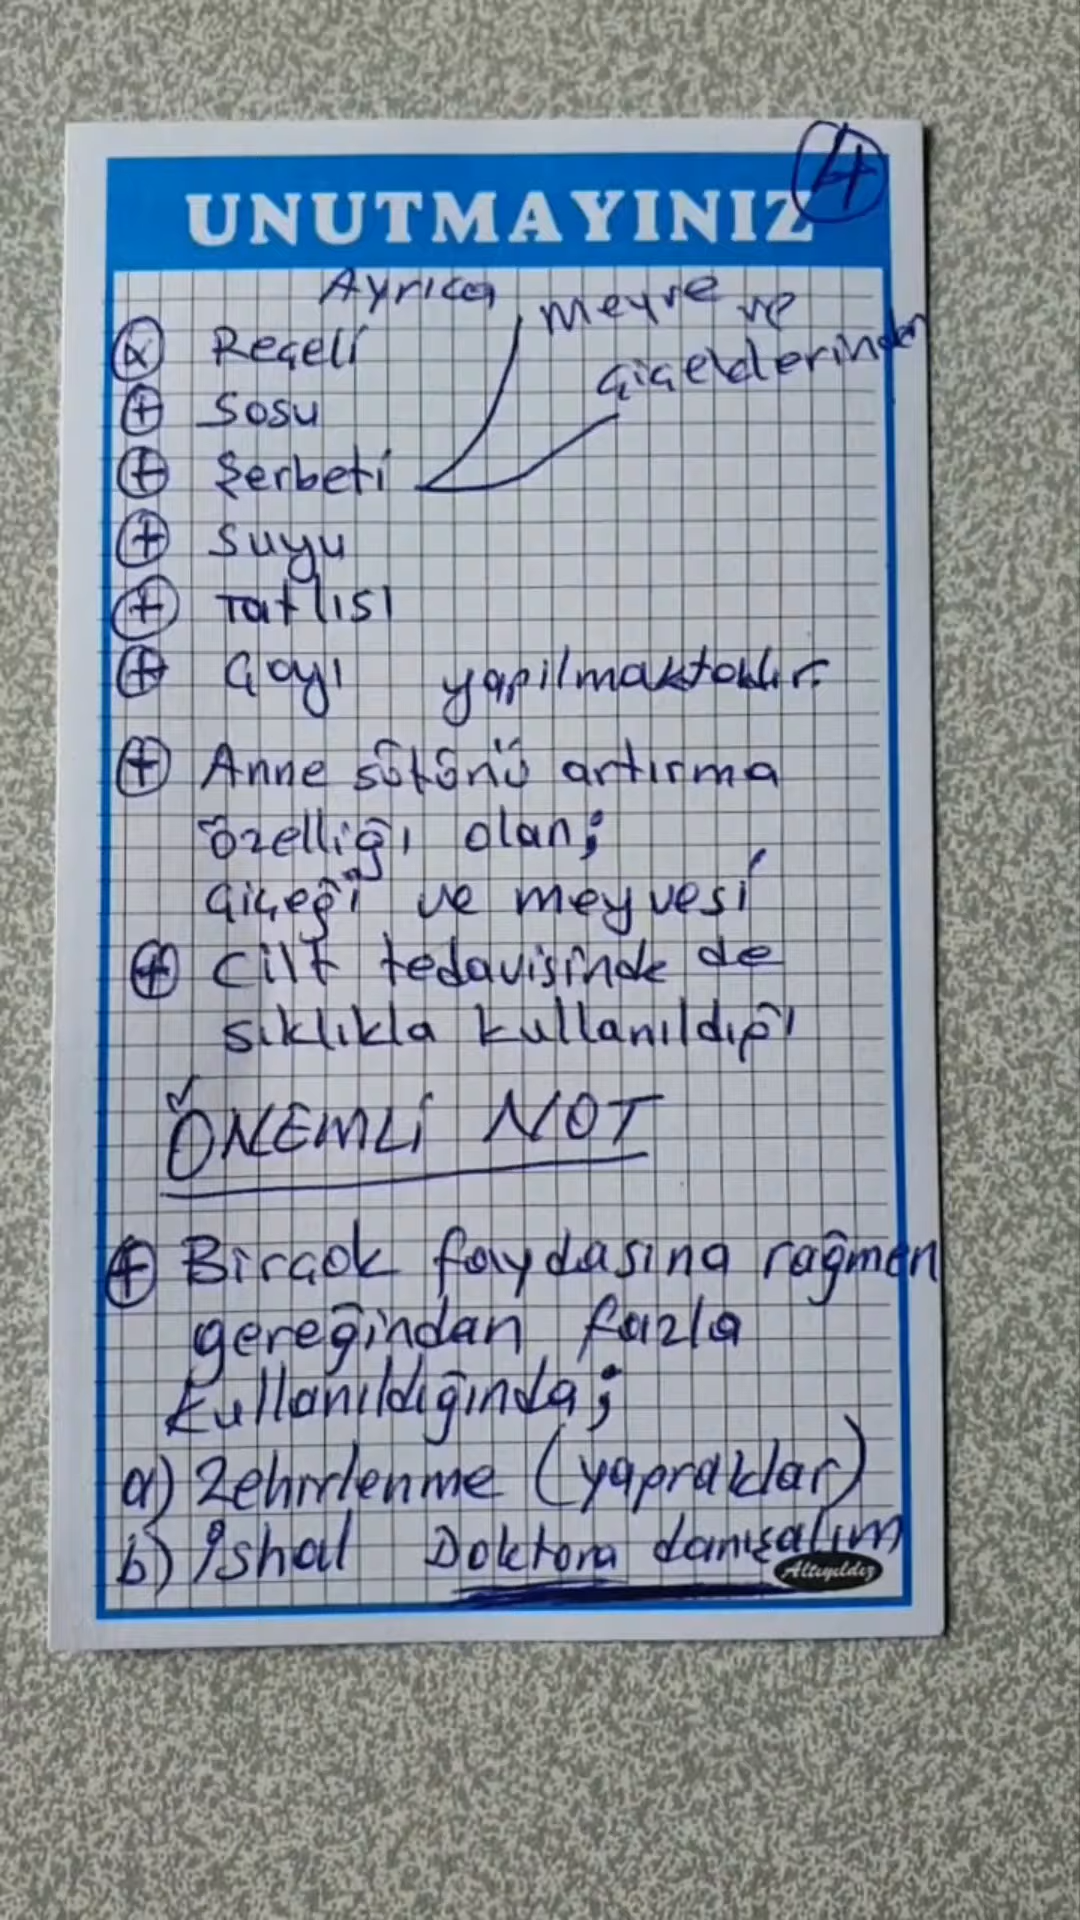 4
UNUTMAYINIZ
Ayrıca meyve ve
çiçeklerinden
Reçeli
+ Sosu
+ Şerbeti
+ Suyu
+ Tatlısı
+ Çayı yapılmaktadır.
+ Anne sütünü artırma
özelliği olan;
çiçeği ve meyvesi
+ Cilt tedavisinde de
sıklıkla kullanıldığı
ÖNEMLİ NOT
+ Birçok faydasına rağmen
gereğindan fazla
kullanıldığında;
a) Zehirlenme (yapraklar)
b) İshal Doktora danışalım
Altıyıldız